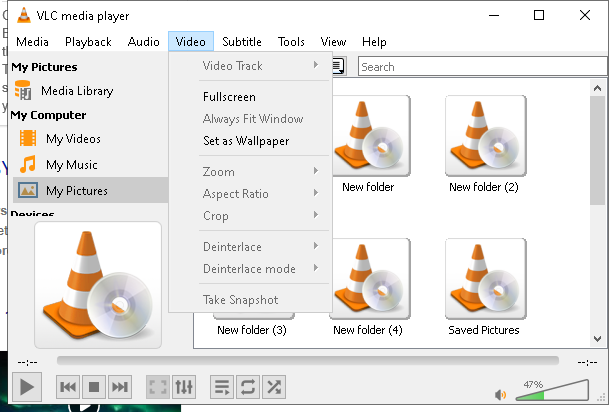 VLC media player
Media Playback Audio Video Subtitle Tools View Help
My Pictures
Media Library
My Computer
My Videos
My Music
My Pictures
Devices
Video Track
Fullscreen
Always Fit Window
Set as Wallpaper
Zoom
Aspect Ratio
Crop
Deinterlace
Deinterlace mode
Take Snapshot
Search
New folder
New folder (2)
New folder (3)
New folder (4)
Saved Pictures
--:--
--:--
47%